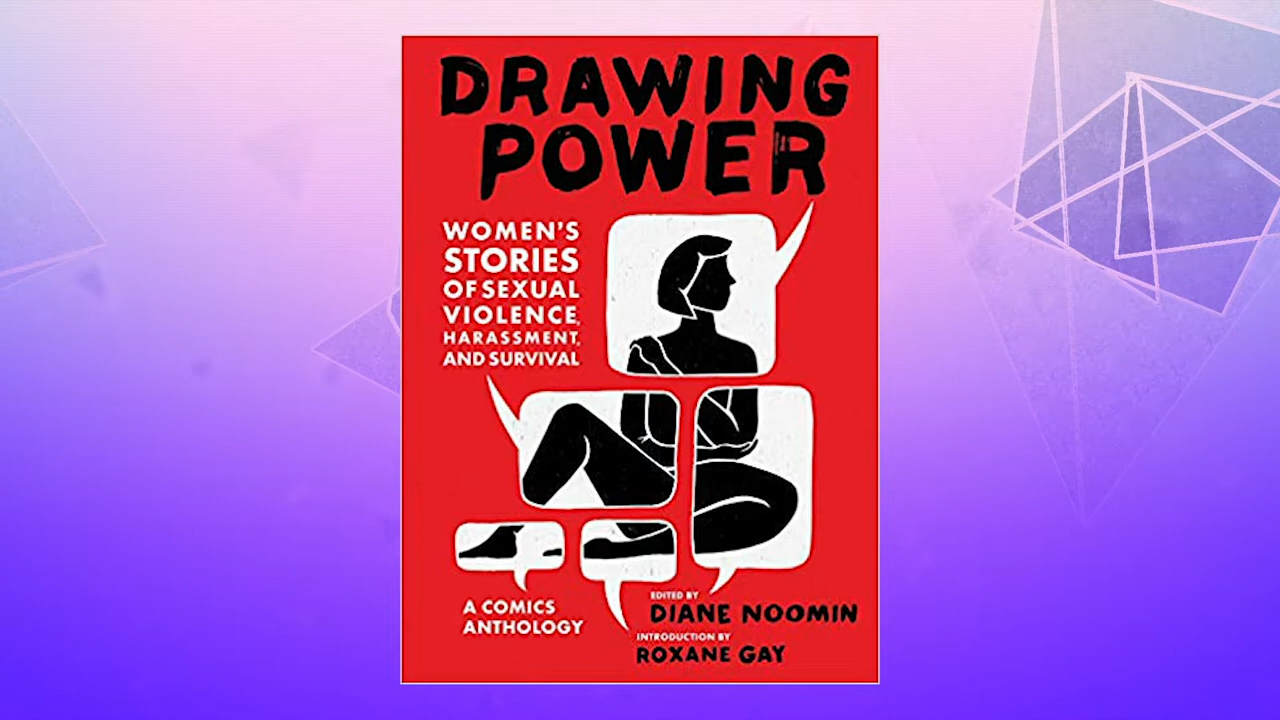 DRAWING
POWER
WOMEN'S
STORIES
OF SEXUAL
VIOLENCE,
HARASSMENT,
AND SURVIVAL
A COMICS
ANTHOLOGY
EDITED BY
DIANE NOOMIN
INTRODUCTION BY
ROXANE GAY